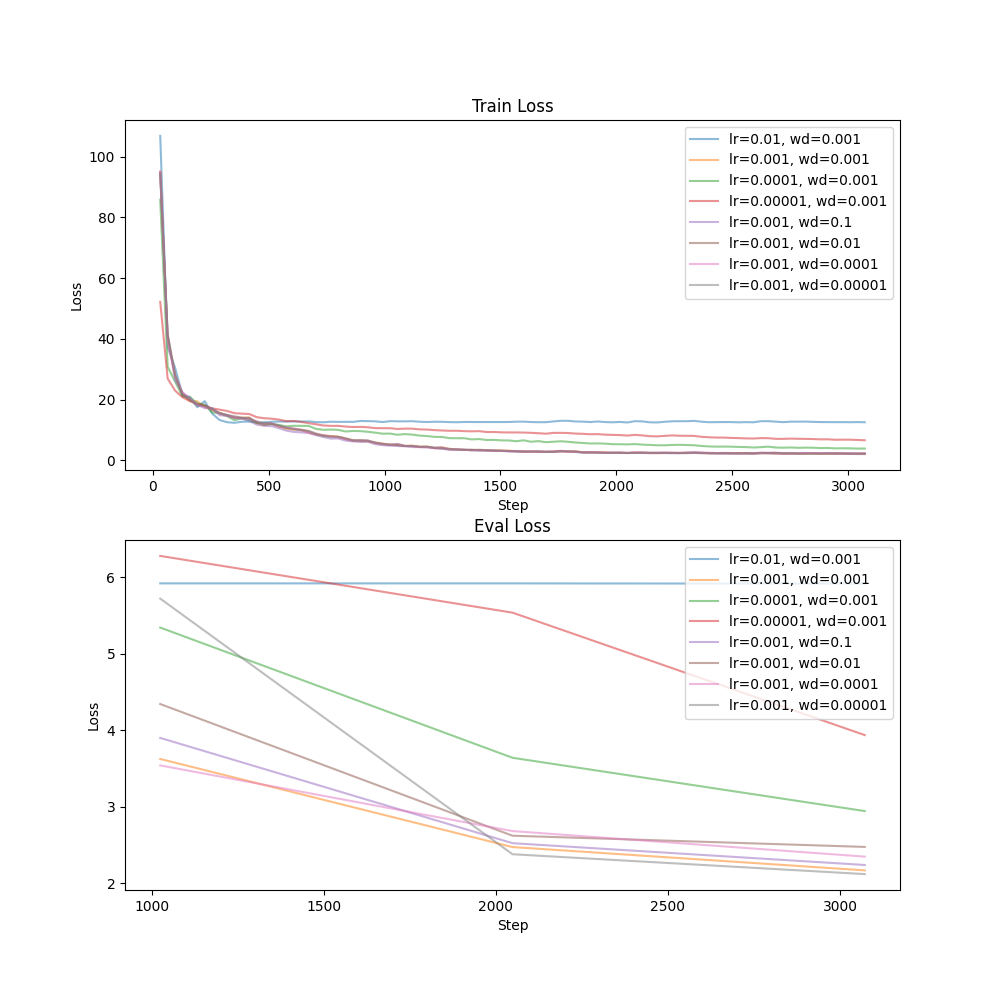 Train Loss
100
80
60
40
20
0
Loss
lr=0.01, wd=0.001
lr=0.001, wd=0.001
lr=0.0001, wd=0.001
lr=0.00001, wd=0.001
lr=0.001, wd=0.1
lr=0.001, wd=0.01
lr=0.001, wd=0.0001
lr=0.001, wd=0.00001
0 500 1000 1500 2000 2500 3000
Step
Eval Loss
6
5
4
3
2
Loss
lr=0.01, wd=0.001
lr=0.001, wd=0.001
lr=0.0001, wd=0.001
lr=0.00001, wd=0.001
lr=0.001, wd=0.1
lr=0.001, wd=0.01
lr=0.001, wd=0.0001
lr=0.001, wd=0.00001
1000 1500 2000 2500 3000
Step